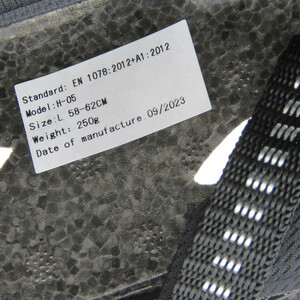 Standard: EN 1078:2012+A1:2012
Model:H-05
Size:L 58-62CM
Weight: 250g
Date of manufacture 09/2023